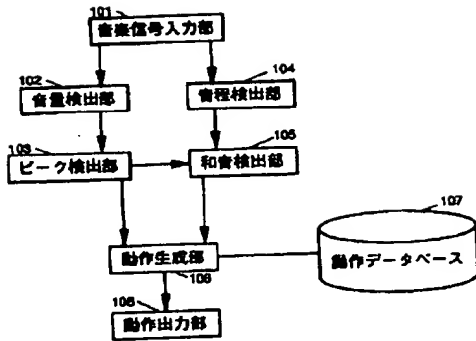 101
音楽信号入力部
102
音量検出部
104
音程検出部
103
ピーク検出部
105
和音検出部
107
動作生成部
106
動作データベース
108
動作出力部